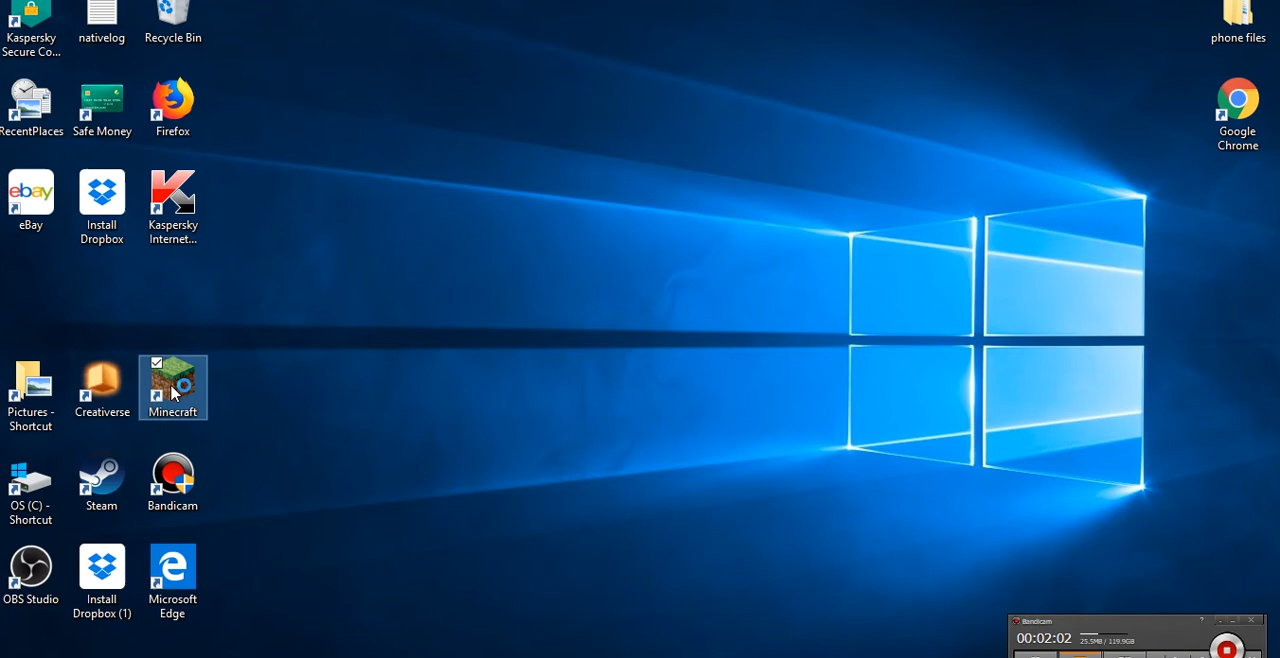 Kaspersky
Secure Co...
nativelog
Recycle Bin
phone files
RecentPlaces
Safe Money
Firefox
Google
Chrome
ebay
eBay
Install
Dropbox
Kaspersky
Internet...
Pictures -
Shortcut
Creativerse
Minecraft
OS (C) -
Shortcut
Steam
Bandicam
OBS Studio
Install
Dropbox (1)
Microsoft
Edge
Bandicam
00:02:02
25.5MB / 119.9GB